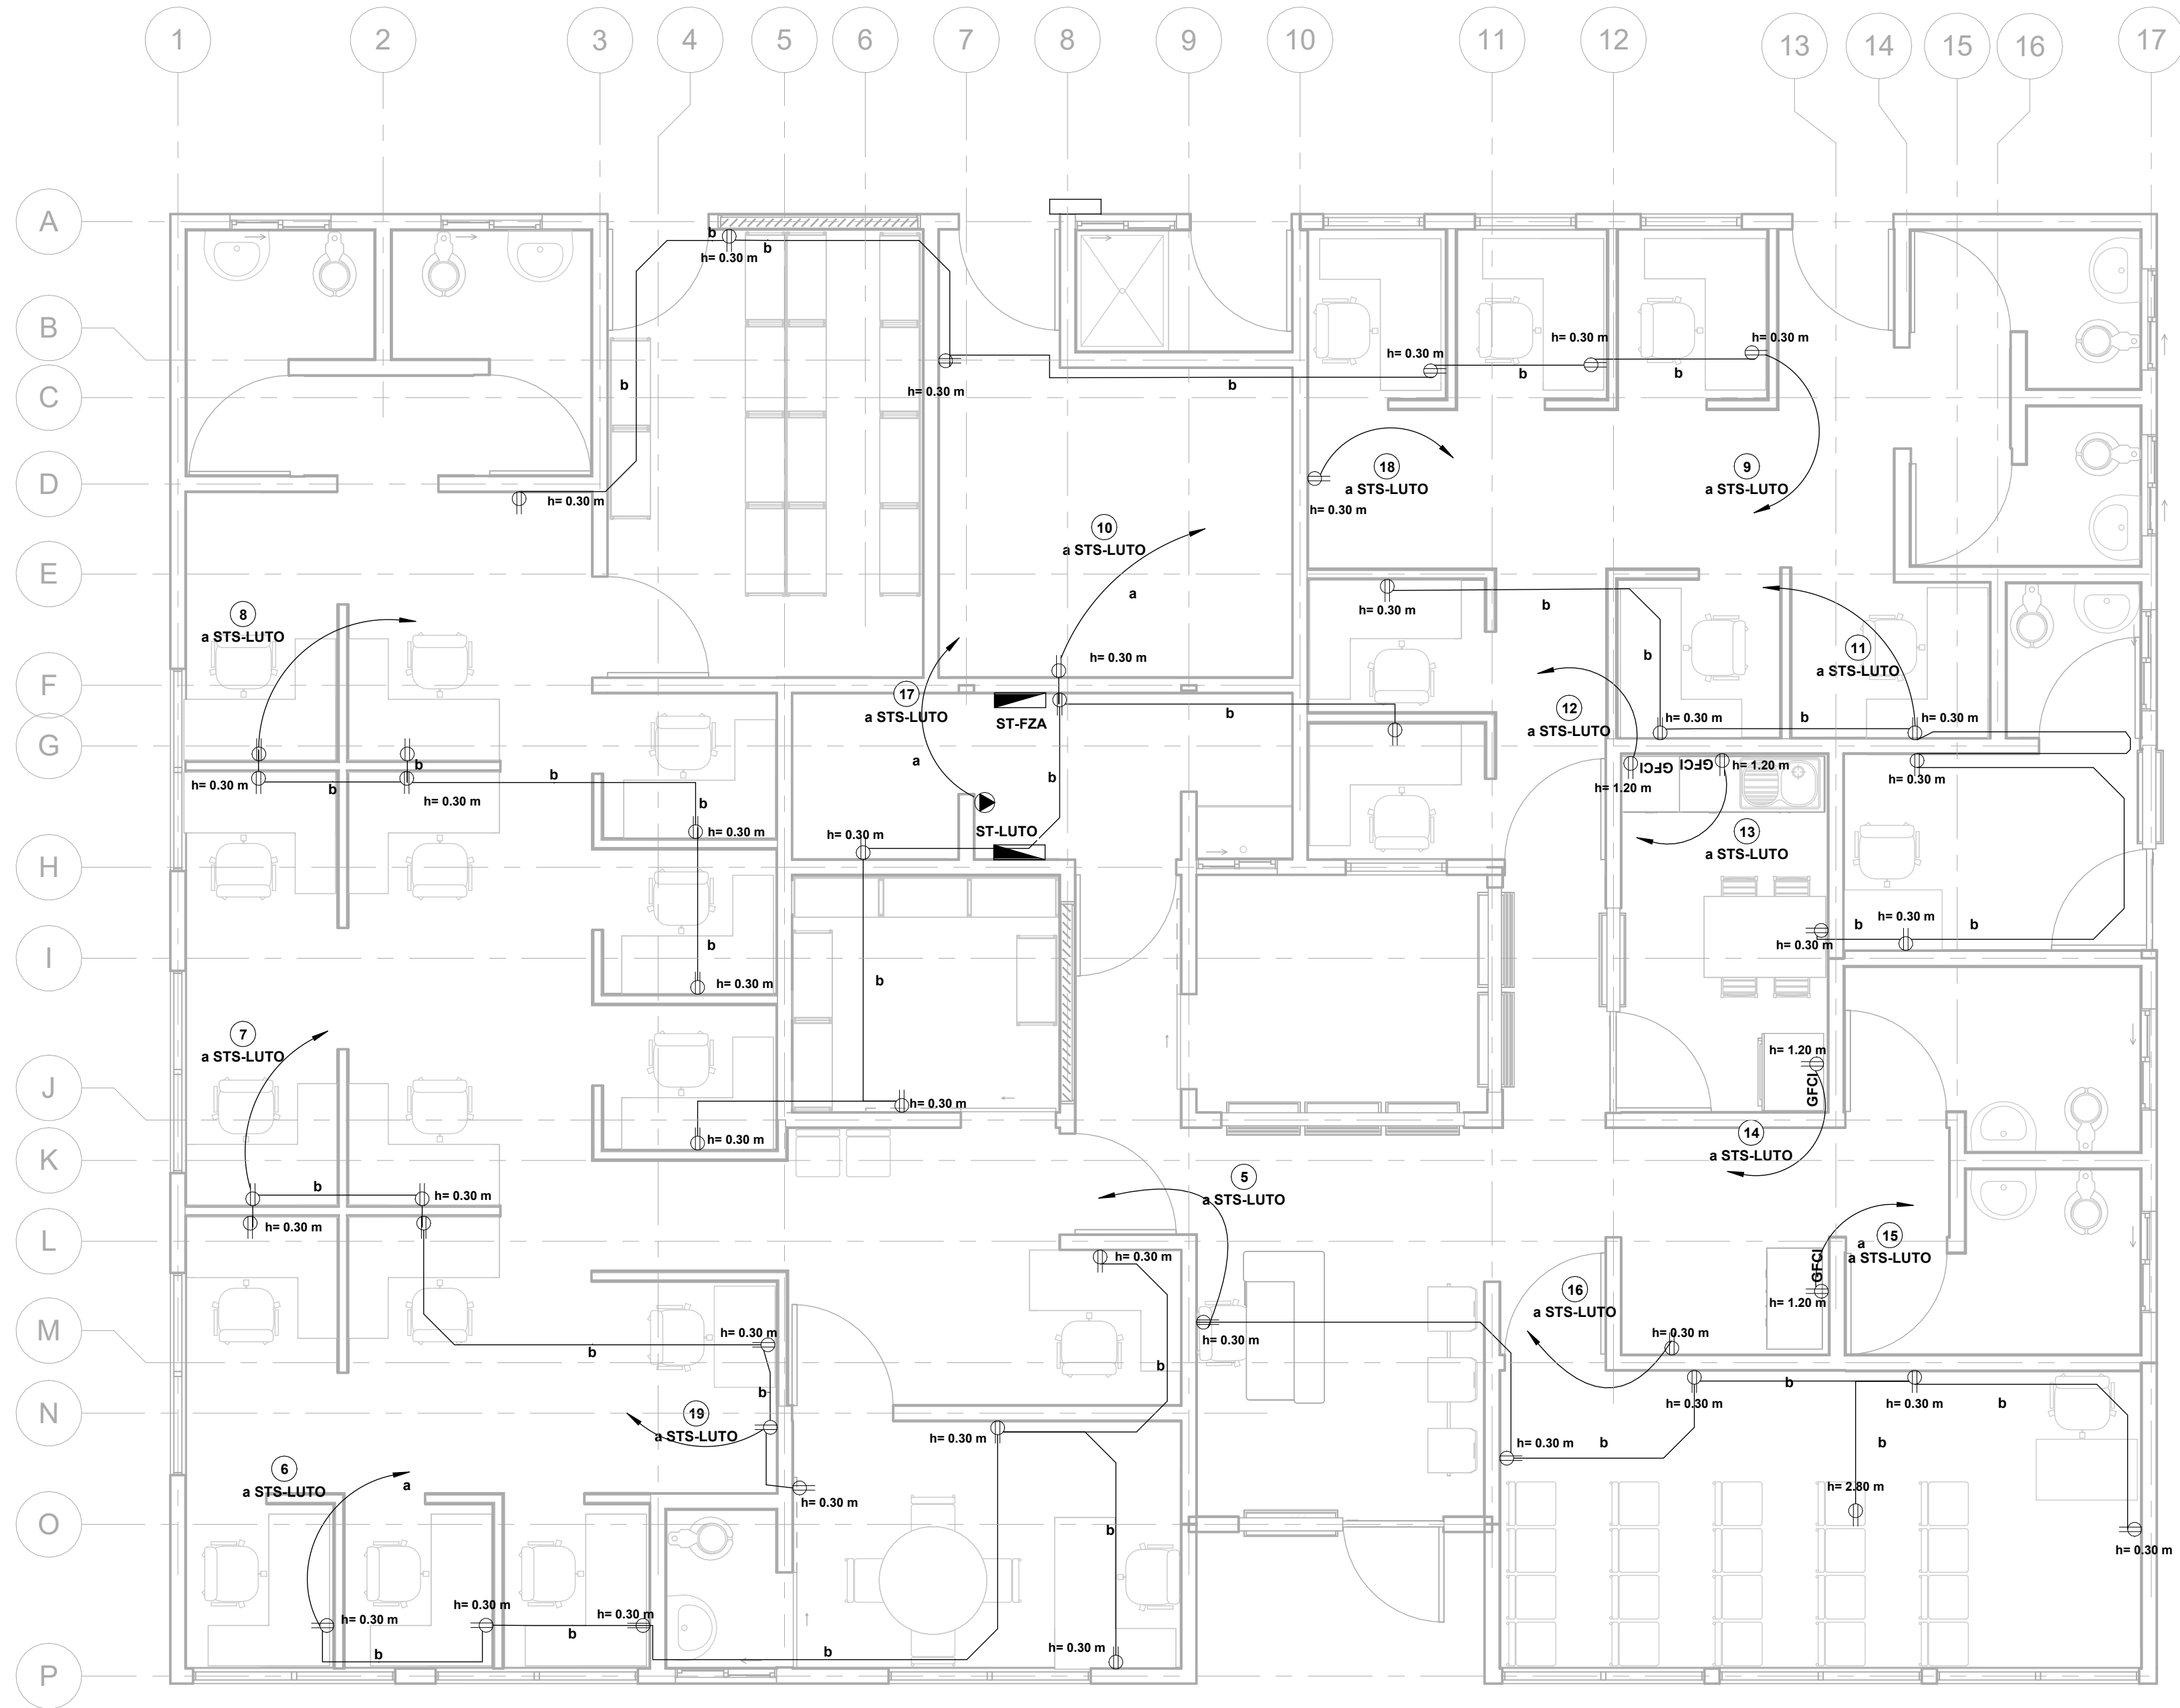 1 2 3 4 5 6 7 8 9 10 11 12 13 14 15 16 17
A
B
C
D
E
F
G
H
I
J
K
L
M
N
O
P
b
b
h= 0.30 m
b
h= 0.30 m
h= 0.30 m
b
h= 0.30 m
b
h= 0.30 m
b
h= 0.30 m
18
a STS-LUTO
h= 0.30 m
9
a STS-LUTO
h= 0.30 m
10
a STS-LUTO
a
8
a STS-LUTO
h= 0.30 m
b
b
h= 0.30 m
b
b
h= 0.30 m
b
h= 0.30 m
17
a STS-LUTO
a
h= 0.30 m
ST-FZA
b
b
ST-LUTO
h= 0.30 m
b
h= 0.30 m
h= 0.30 m
h= 0.30 m
b
b
11
a STS-LUTO
12
a STS-LUTO
h= 0.30 m
b
h= 0.30 m
GFCI
GFCI
h= 1.20 m
h= 1.20 m
h= 0.30 m
13
a STS-LUTO
h= 0.30 m
b
h= 0.30 m
b
h= 1.20 m
GFCI
14
a STS-LUTO
7
a STS-LUTO
b
h= 0.30 m
h= 0.30 m
5
a STS-LUTO
h= 0.30 m
b
h= 0.30 m
15
a
a STS-LUTO
GFCI
h= 1.20 m
16
a STS-LUTO
h= 0.30 m
h= 0.30 m
b
b
19
a STS-LUTO
h= 0.30 m
h= 0.30 m
h= 0.30 m
b
h= 0.30 m
b
h= 0.30 m
b
b
h= 2.80 m
h= 0.30 m
6
a STS-LUTO
a
h= 0.30 m
b
h= 0.30 m
b
h= 0.30 m
b
b
h= 0.30 m